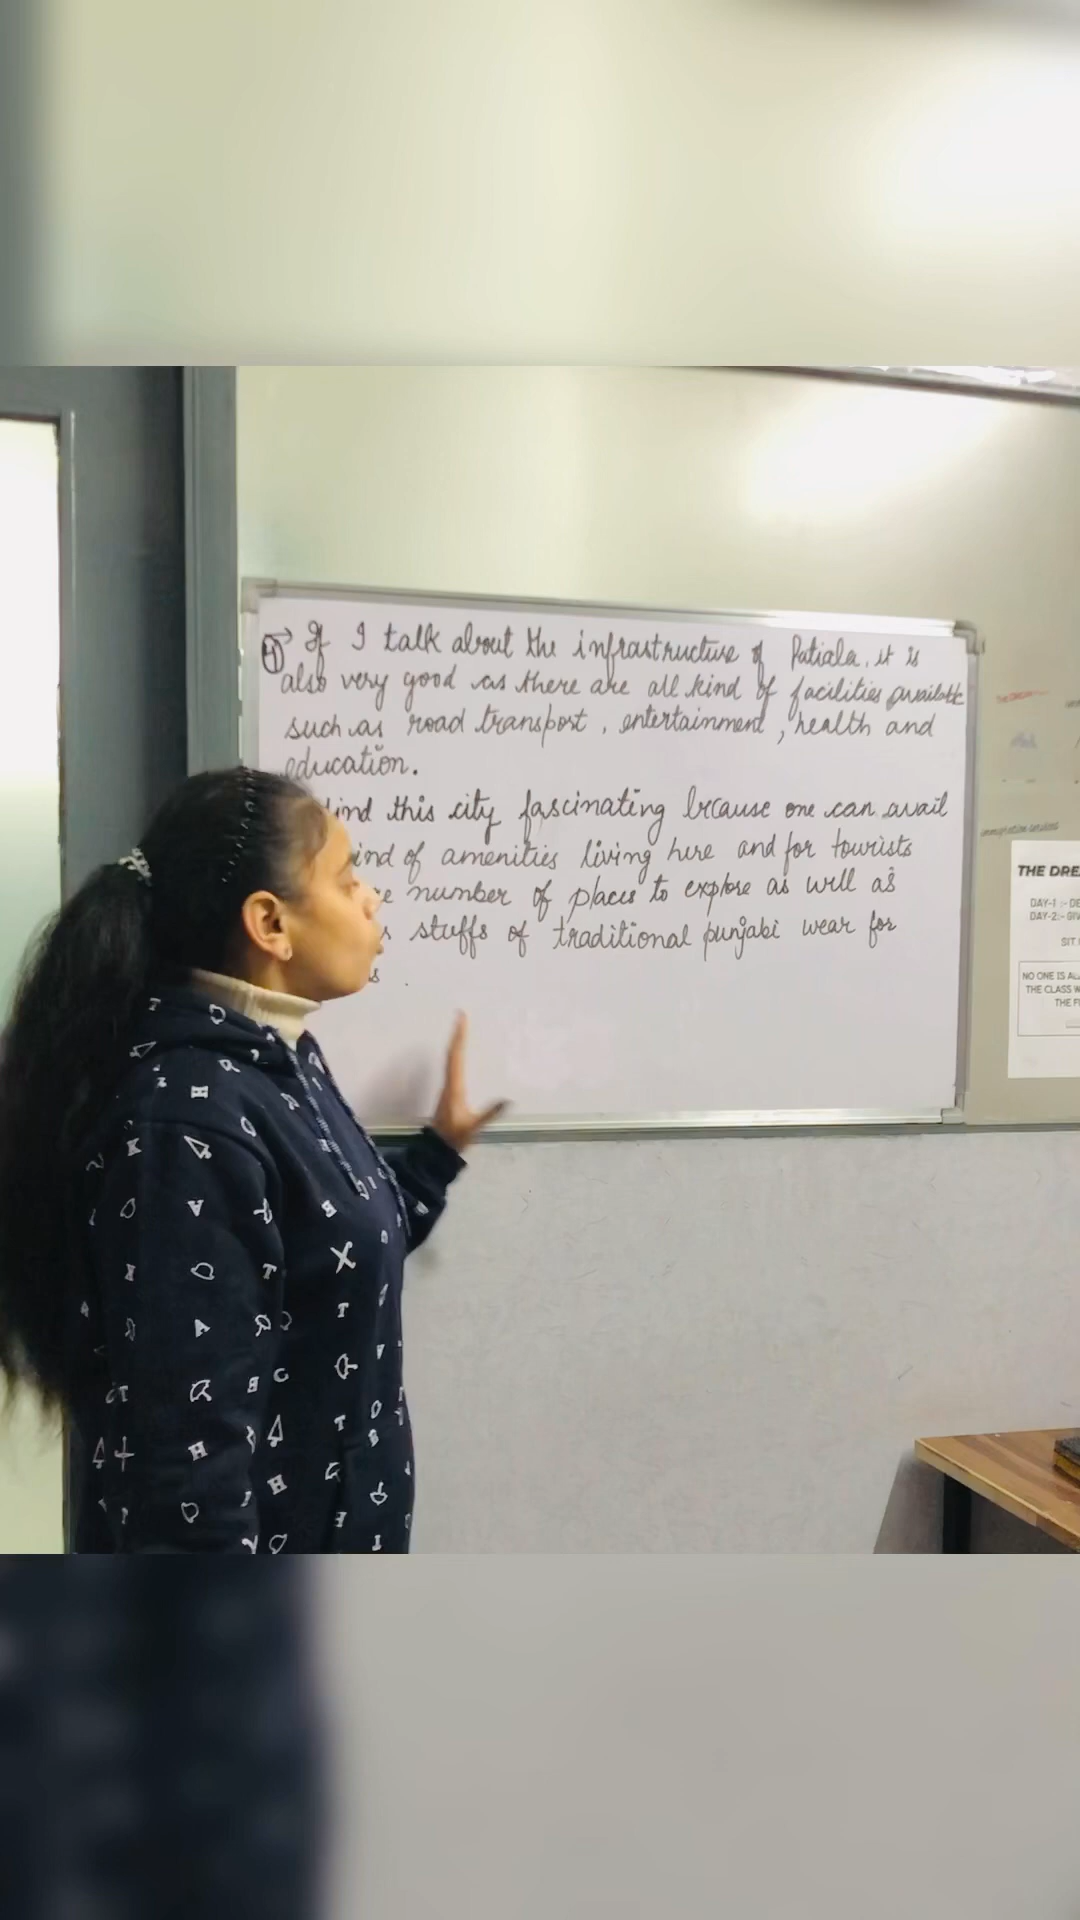 ④→ If I talk about the infrastructure of Patiala, it is
also very good as there are all kind of facilities available
such as road transport, entertainment, health and
education.
find this city fascinating because one can avail
kind of amenities living here and for tourists
number of places to explore as well as
stuffs of traditional punjabi wear for
THE DRE
DAY-1 :- DE
DAY-2:- GIV
SIT
NO ONE IS AL
THE CLASS W
THE F